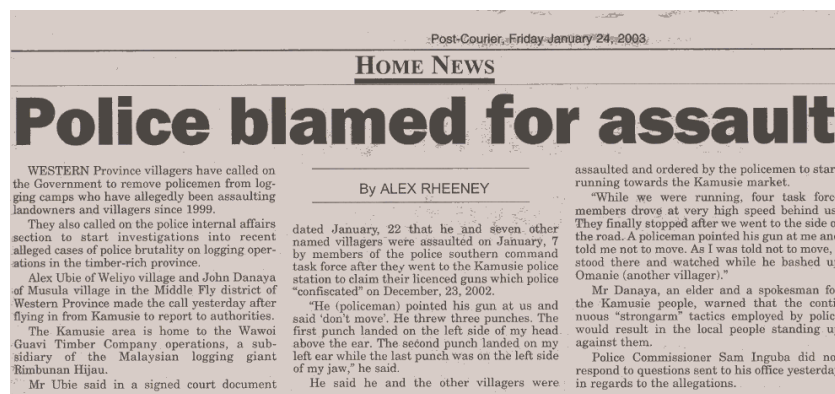 Post-Courier, Friday January 24, 2003
HOME NEWS
Police blamed for assault
WESTERN Province villagers have called on
the Government to remove policemen from log-
ging camps who have allegedly been assaulting
landowners and villagers since 1999.
They also called on the police internal affairs
section to start investigations into recent
alleged cases of police brutality on logging oper-
ations in the timber-rich province.
Alex Ubie of Weliyo village and John Danaya
of Musula village in the Middle Fly district of
Western Province made the call yesterday after
flying in from Kamusie to report to authorities.
The Kamusie area is home to the Wawoi
Guavi Timber Company operations, a sub-
sidiary of the Malaysian logging giant
Rimbunan Hijau.
Mr Ubie said in a signed court document
By ALEX RHEENEY
dated January, 22 that he and seven other
named villagers were assaulted on January, 7
by members of the police southern command
task force after they went to the Kamusie police
station to claim their licenced guns which police
"confiscated" on December, 23, 2002.
"He (policeman) pointed his gun at us and
said 'don't move'. He threw three punches. The
first punch landed on the left side of my head
above the ear. The second punch landed on my
left ear while the last punch was on the left side
of my jaw," he said.
He said he and the other villagers were
assaulted and ordered by the policemen to star
running towards the Kamusie market.
"While we were running, four task forc
members drove at very high speed behind us
They finally stopped after we went to the side o
the road. A policeman pointed his gun at me an
told me not to move. As I was told not to move,
stood there and watched while he bashed u
Omanie (another villager)."
Mr Danaya, an elder and a spokesman fo
the Kamusie people, warned that the conti
nuous "strongarm" tactics employed by polic
would result in the local people standing u
against them.
Police Commissioner Sam Inguba did no
respond to questions sent to his office yesterda
in regards to the allegations.